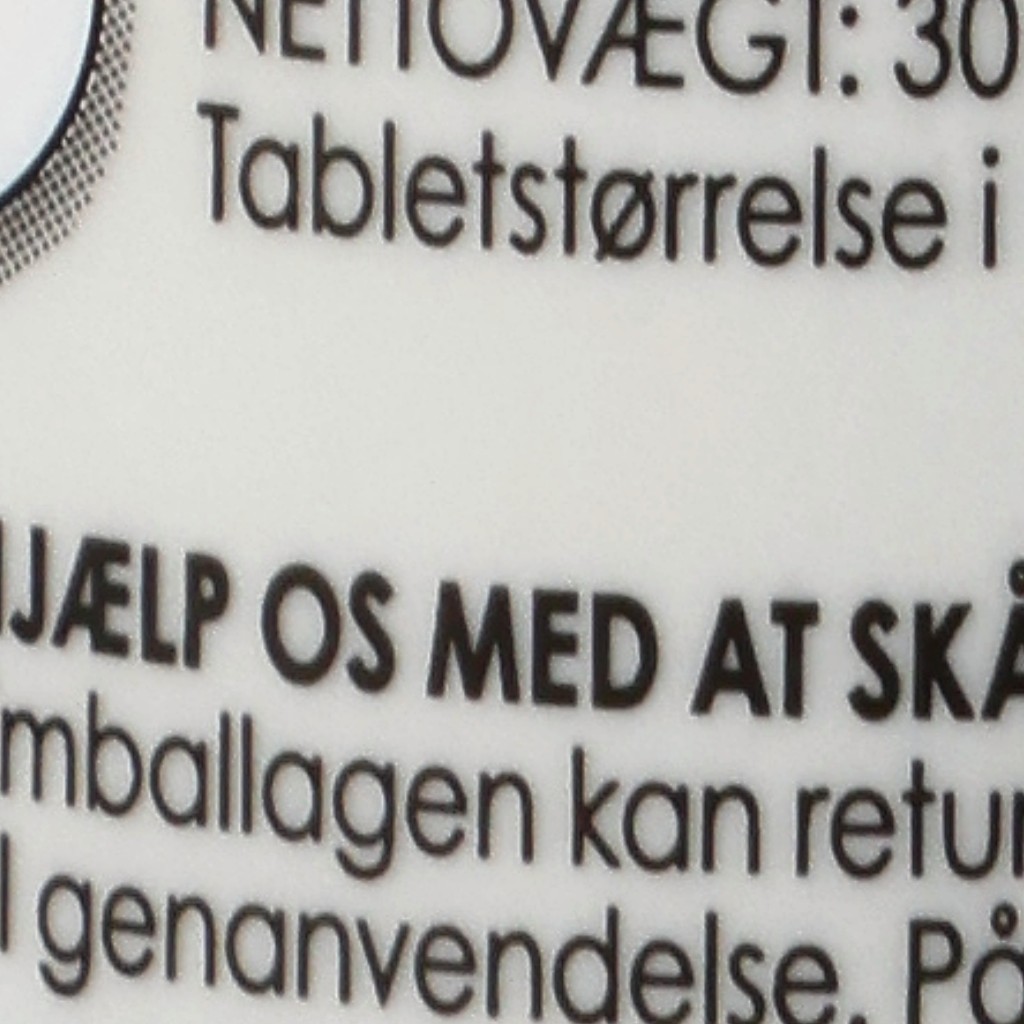 NETTOVÆGT: 30
Tabletstørrelse i
HJÆLP OS MED AT SKÅ
mballagen kan retur
l genanvendelse. På